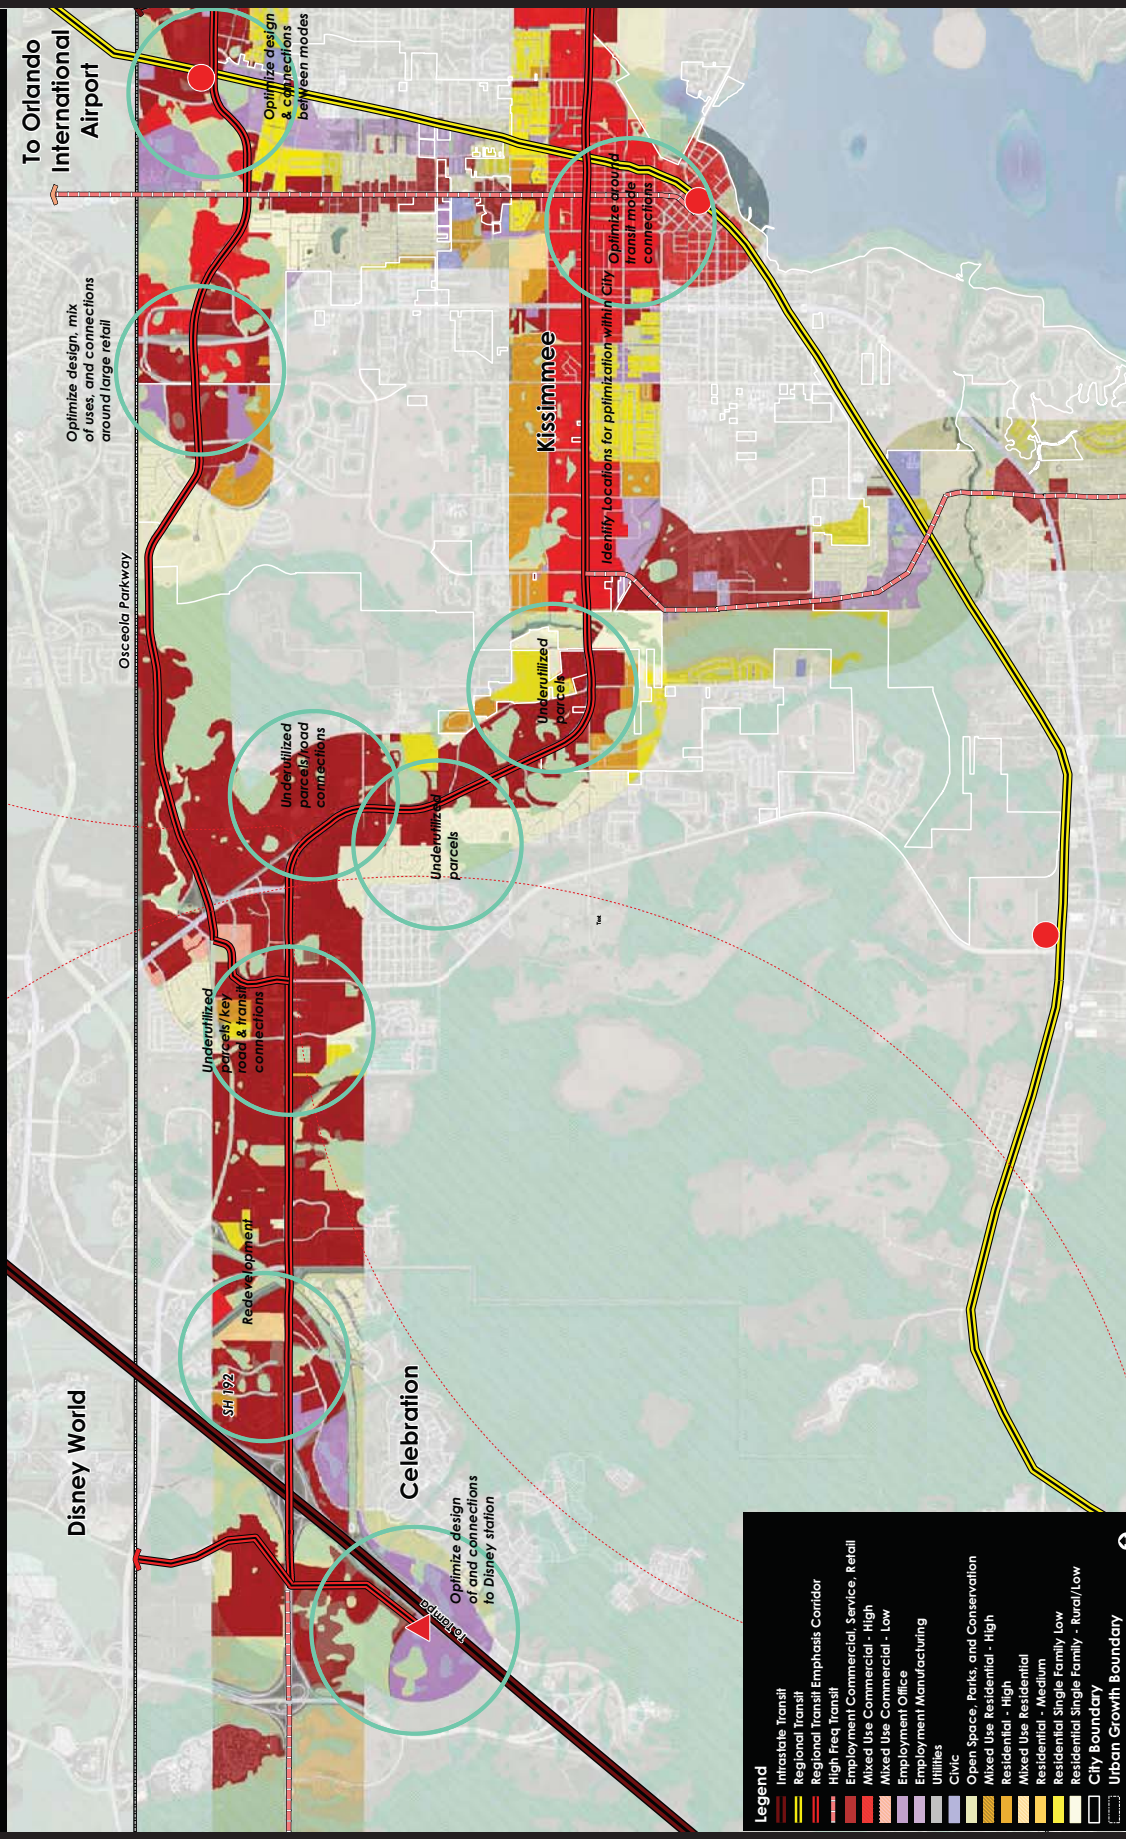 To Orlando
International
Airport
Optimize design
& connections
between modes
Optimize around
transit mode
connections
Optimize design, mix
of uses, and connections
around large retail
Kissimmee
Identify Locations for pptimization within City
Osceola Parkway
Underutilized
parcels
Underutilized
parcels/road
connections
Underutilized
parcels
Test
Underutilized
parcels/key
road & transit
connections
Redevelopment
SH 192
Disney World
Celebration
Optimize design
of and connections
to Disney station
To Tampa
Legend
Intrastate Transit
Regional Transit
Regional Transit Emphasis Corridor
High Freq Transit
Employment Commercial, Service, Retail
Mixed Use Commercial - High
Mixed Use Commercial - Low
Employment Office
Employment Manufacturing
Utilities
Civic
Open Space, Parks, and Conservation
Mixed Use Residential - High
Residential - High
Mixed Use Residential
Residential - Medium
Residential Single Family Low
Residential Single Family - Rural/Low
City Boundary
Urban Growth Boundary